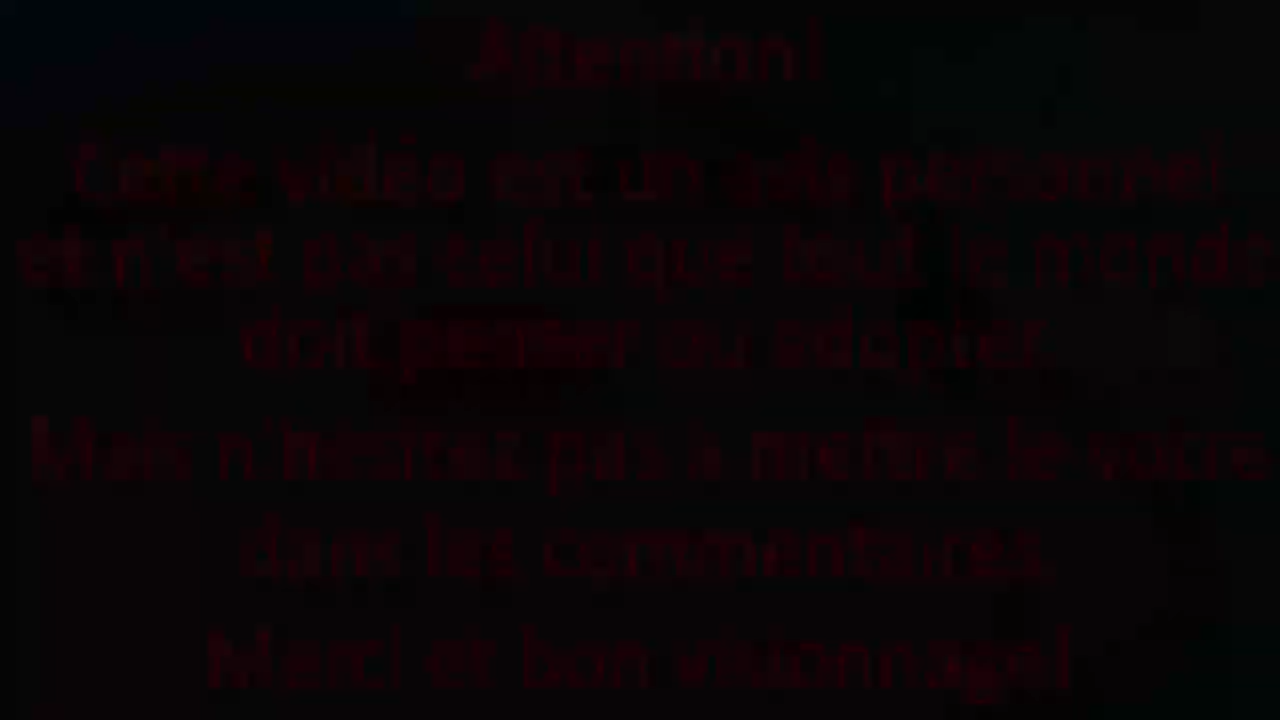 Attention!
Cette vidéo est un avis personnel
et n'est pas celui que tout le monde
doit penser ou adopter.
Mais n'hésitez pas à mettre le votre
dans les commentaires.
Merci et bon visionnage!